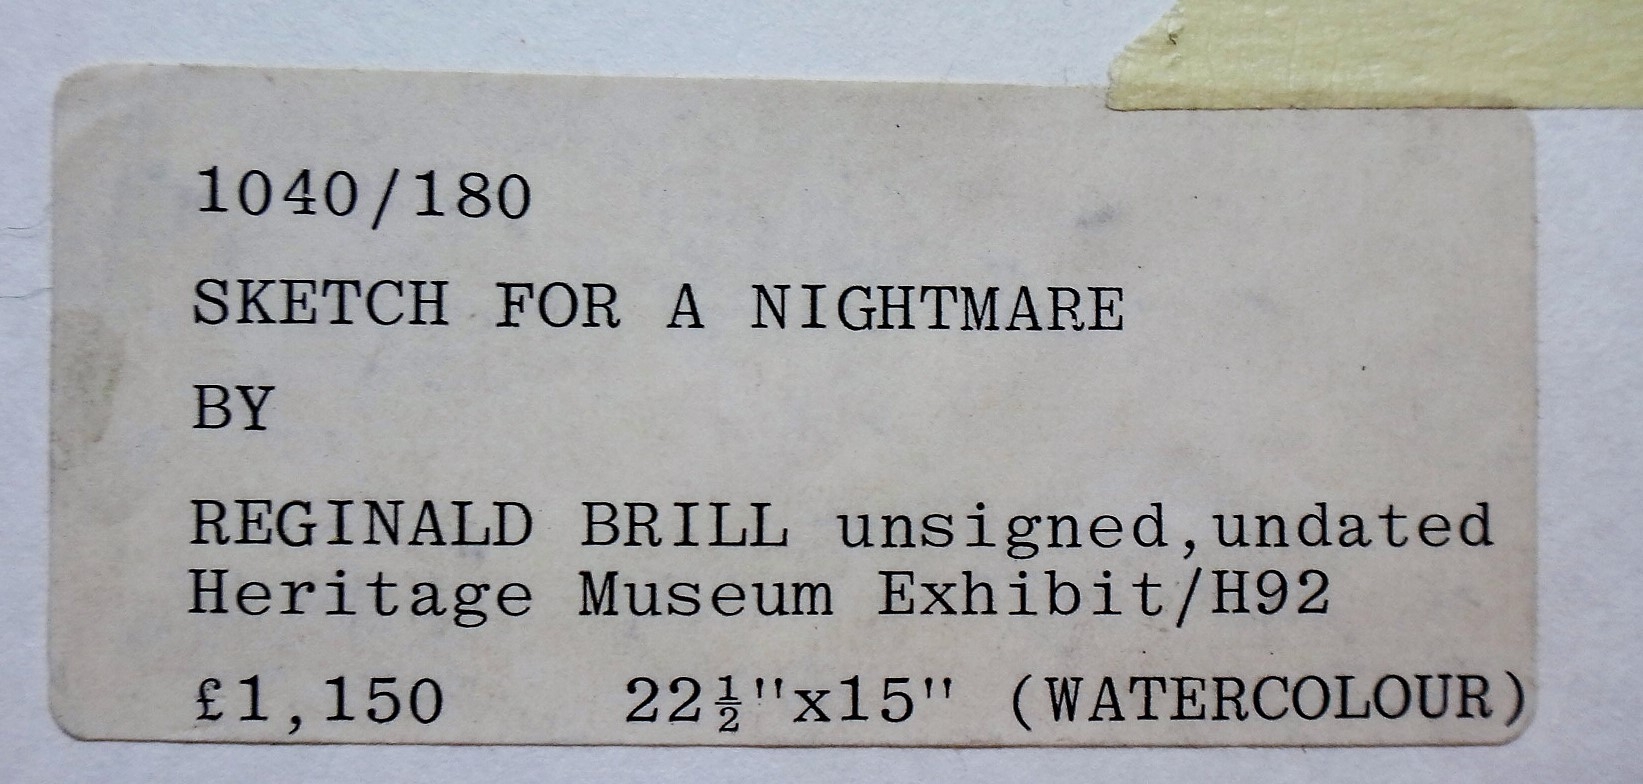 1040/180
SKETCH FOR A NIGHTMARE
BY
REGINALD BRILL unsigned,undated
Heritage Museum Exhibit/H92
£1,150 22½"x15" (WATERCOLOUR)